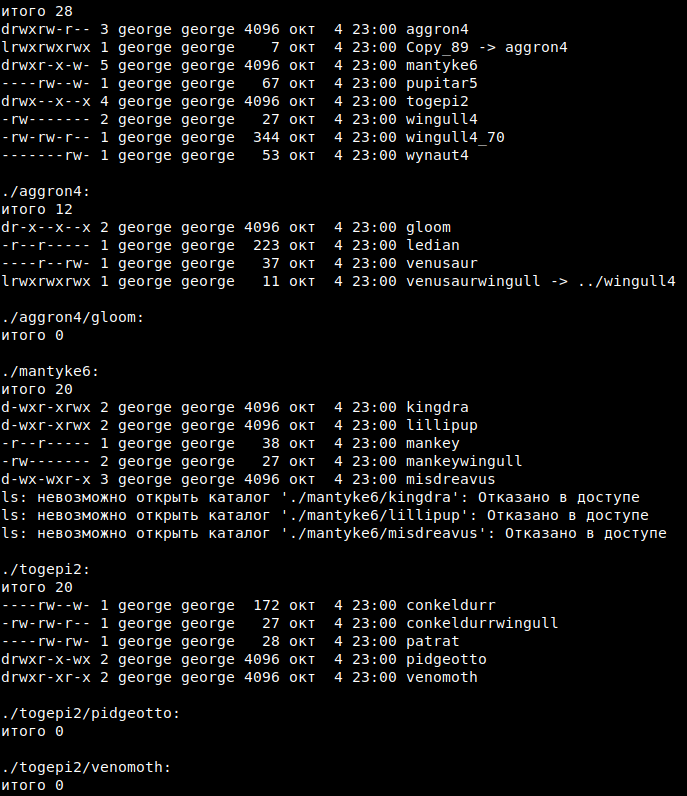 итого 28
drwxrw-r-- 3 george george 4096 окт  4 23:00 aggron4
lrwxrwxrwx 1 george george    7 окт  4 23:00 Copy_89 -> aggron4
drwxr-x-w- 5 george george 4096 окт  4 23:00 mantyke6
----rw--w- 1 george george   67 окт  4 23:00 pupitar5
drwx--x--x 4 george george 4096 окт  4 23:00 togepi2
-rw------- 2 george george   27 окт  4 23:00 wingull4
-rw-rw-r-- 1 george george  344 окт  4 23:00 wingull4_70
-------rw- 1 george george   53 окт  4 23:00 wynaut4

./aggron4:
итого 12
dr-x--x--x 2 george george 4096 окт  4 23:00 gloom
-r--r----- 1 george george  223 окт  4 23:00 ledian
----r--rw- 1 george george   37 окт  4 23:00 venusaur
lrwxrwxrwx 1 george george   11 окт  4 23:00 venusaurwingull -> ../wingull4

./aggron4/gloom:
итого 0

./mantyke6:
итого 20
d-wxr-xrwx 2 george george 4096 окт  4 23:00 kingdra
d-wxr-xrwx 2 george george 4096 окт  4 23:00 lillipup
-r--r----- 1 george george   38 окт  4 23:00 mankey
-rw------- 2 george george   27 окт  4 23:00 mankeywingull
d-wx-wxr-x 3 george george 4096 окт  4 23:00 misdreavus
ls: невозможно открыть каталог './mantyke6/kingdra': Отказано в доступе
ls: невозможно открыть каталог './mantyke6/lillipup': Отказано в доступе
ls: невозможно открыть каталог './mantyke6/misdreavus': Отказано в доступе

./togepi2:
итого 20
----rw--w- 1 george george  172 окт  4 23:00 conkeldurr
-rw-rw-r-- 1 george george   27 окт  4 23:00 conkeldurrwingull
----rw-rw- 1 george george   28 окт  4 23:00 patrat
drwxr-x-wx 2 george george 4096 окт  4 23:00 pidgeotto
drwxr-xr-x 2 george george 4096 окт  4 23:00 venomoth

./togepi2/pidgeotto:
итого 0

./togepi2/venomoth:
итого 0